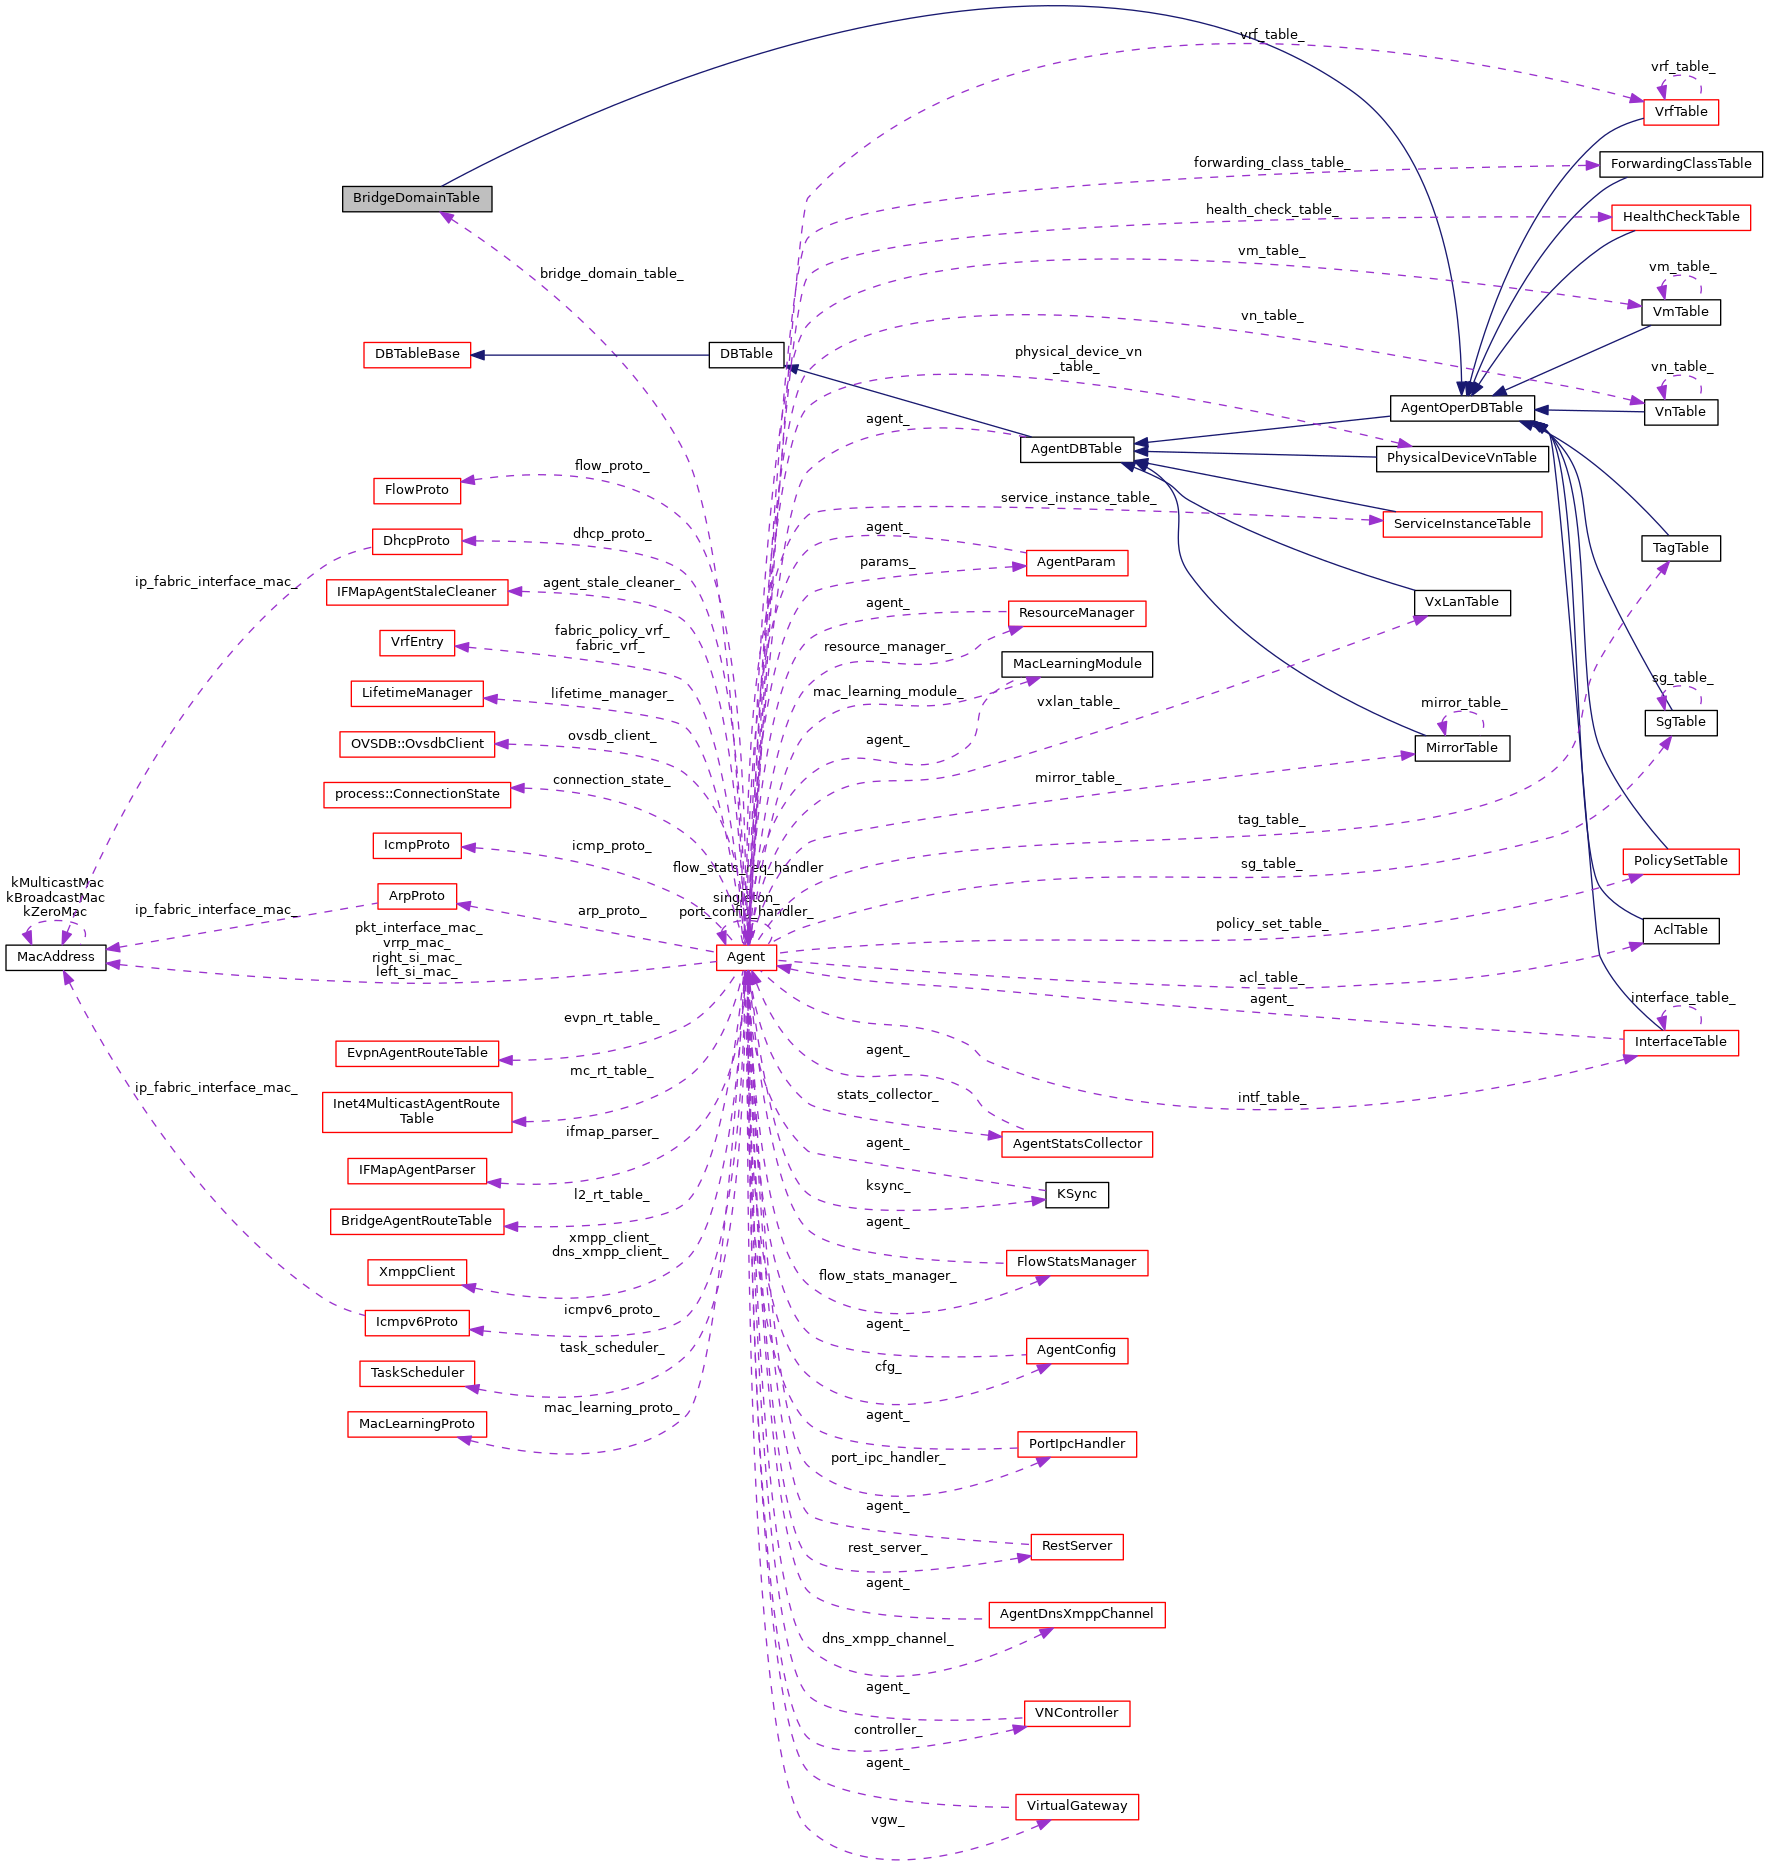 vrf_table_
vrf_table_
VrfTable
forwarding_class_table_
ForwardingClassTable
BridgeDomainTable
health_check_table_
HealthCheckTable
vm_table_
vm_table_
bridge_domain_table_
VmTable
vn_table_
DBTableBase
DBTable
physical_device_vn
_table_
vn_table_
AgentOperDBTable
VnTable
agent_
AgentDBTable
PhysicalDeviceVnTable
flow_proto_
FlowProto
service_instance_table_
ServiceInstanceTable
dhcp_proto_
DhcpProto
agent_
TagTable
params_
AgentParam
ip_fabric_interface_mac_
agent_stale_cleaner_
IFMapAgentStaleCleaner
agent_
ResourceManager
VxLanTable
fabric_policy_vrf_
fabric_vrf_
VrfEntry
resource_manager_
MacLearningModule
sg_table_
lifetime_manager_
LifetimeManager
mac_learning_module_
vxlan_table_
mirror_table_
SgTable
ovsdb_client_
OVSDB::OvsdbClient
agent_
MirrorTable
connection_state_
process::ConnectionState
mirror_table_
tag_table_
icmp_proto_
IcmpProto
flow_stats_req_handler
_
singleton_
port_config_handler_
sg_table_
PolicySetTable
kMulticastMac
kBroadcastMac
kZeroMac
ArpProto
ip_fabric_interface_mac_
arp_proto_
policy_set_table_
AclTable
pkt_interface_mac_
vrrp_mac_
right_si_mac_
left_si_mac_
MacAddress
Agent
acl_table_
agent_
interface_table_
evpn_rt_table_
InterfaceTable
EvpnAgentRouteTable
agent_
mc_rt_table_
ip_fabric_interface_mac_
stats_collector_
intf_table_
Inet4MulticastAgentRoute
Table
ifmap_parser_
agent_
AgentStatsCollector
IFMapAgentParser
l2_rt_table_
ksync_
KSync
BridgeAgentRouteTable
agent_
xmpp_client_
dns_xmpp_client_
XmppClient
flow_stats_manager_
FlowStatsManager
icmpv6_proto_
Icmpv6Proto
agent_
task_scheduler_
AgentConfig
TaskScheduler
cfg_
mac_learning_proto_
MacLearningProto
agent_
PortIpcHandler
port_ipc_handler_
agent_
rest_server_
RestServer
agent_
AgentDnsXmppChannel
dns_xmpp_channel_
agent_
VNController
controller_
agent_
VirtualGateway
vgw_